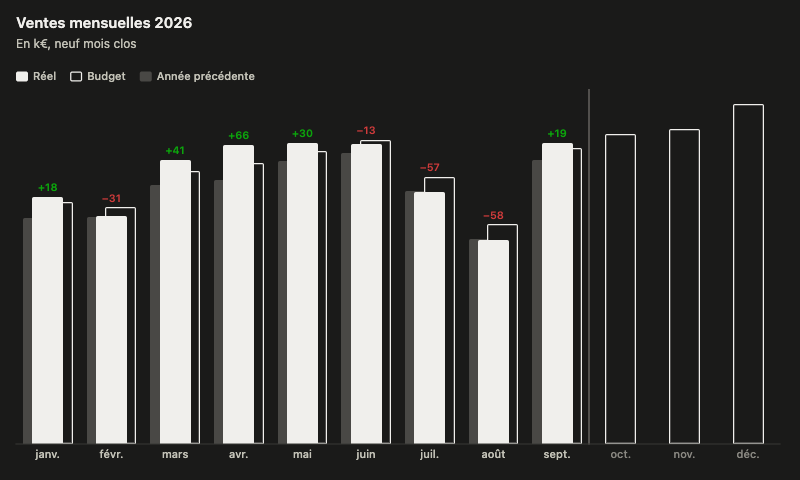 Ventes mensuelles 2026
En k€, neuf mois clos
Réel Budget Année précédente
+18 −31 +41 +66 +30 −13 −57 −58 +19
janv. févr. mars avr. mai juin juil. août sept. oct. nov. déc.